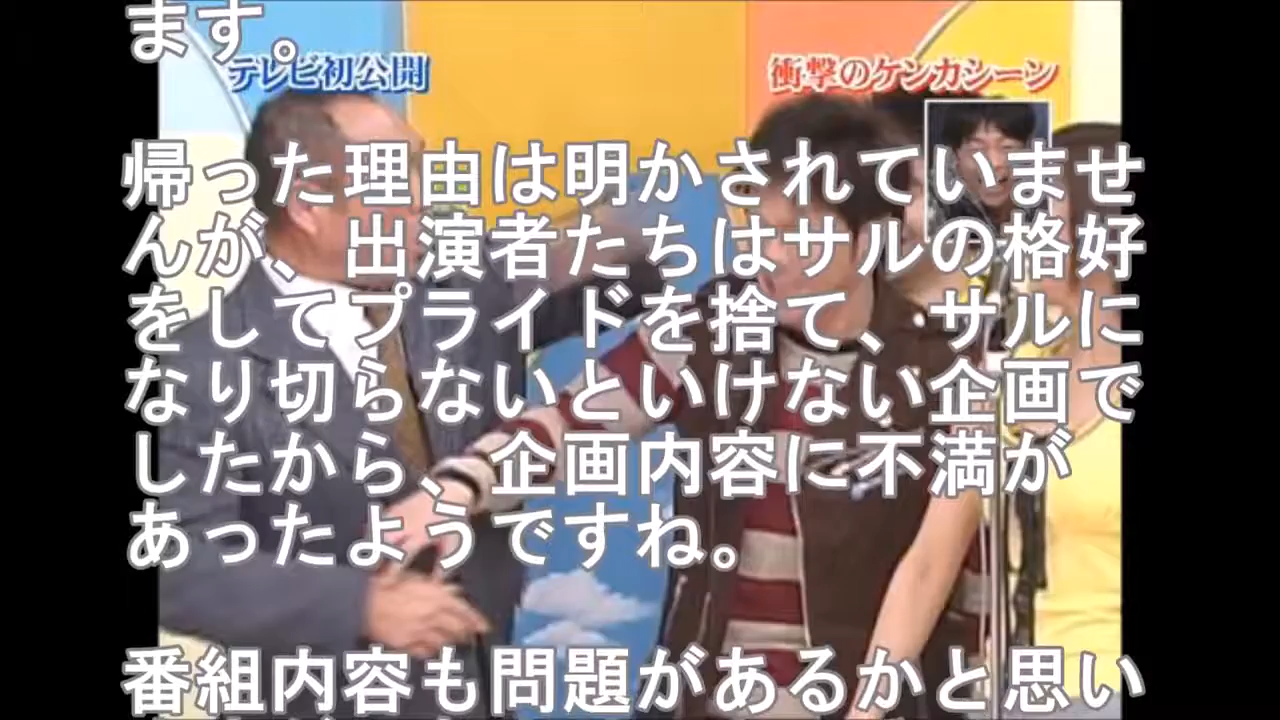 ます。
テレビ初公開
衝撃のケンカシーン
帰った理由は明かされていませ
んが、出演者たちはサルの格好
をしてプライドを捨て、サルに
なり切らないといけない企画で
したから、企画内容に不満が
あったようですね。
番組内容も問題があるかと思い